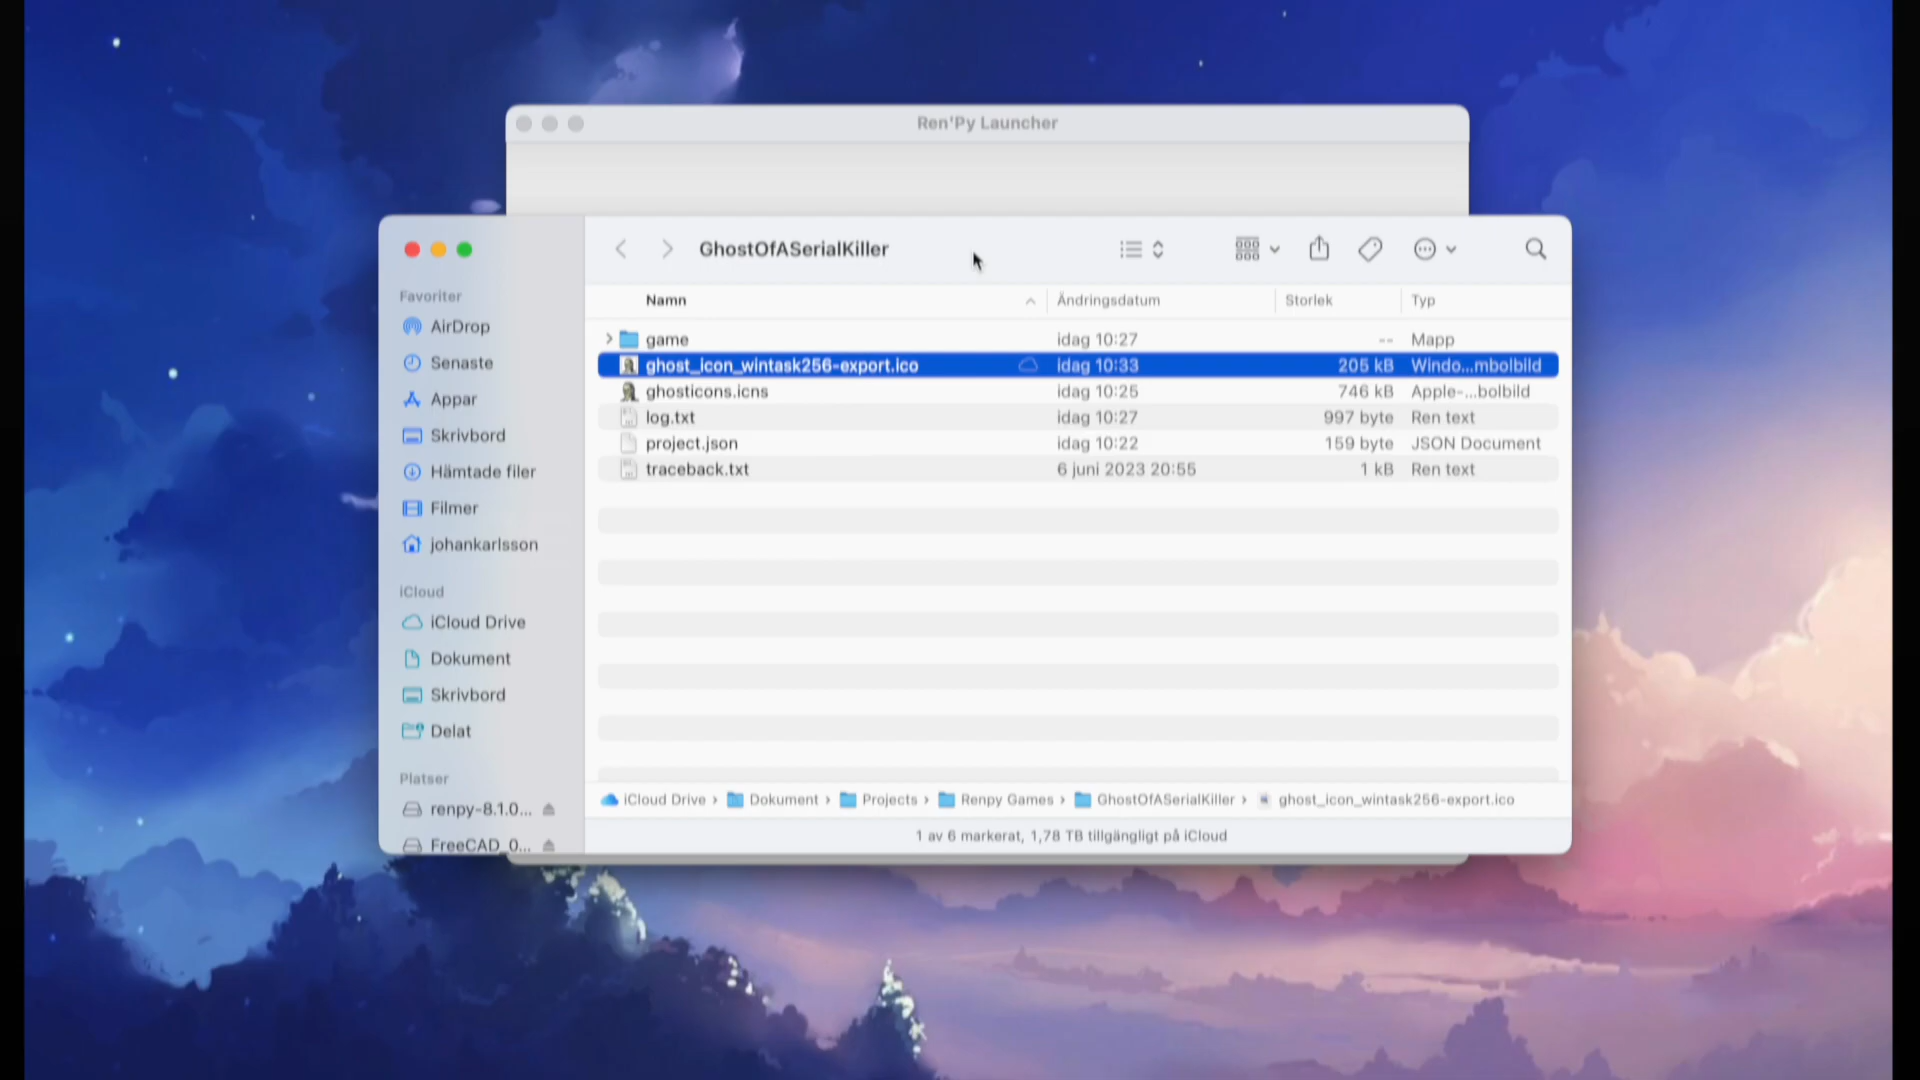 Ren'Py Launcher
GhostOfASerialKiller
Favoriter
AirDrop
Senaste
Appar
Skrivbord
Hämtade filer
Filmer
johankarlsson
iCloud
iCloud Drive
Dokument
Skrivbord
Delat
Platser
renpy-8.1.0...
FreeCAD_0...
Namn Ändringsdatum Storlek Typ
game idag 10:27 -- Mapp
ghost_icon_wintask256-export.ico idag 10:33 205 kB Windo...mbolbild
ghosticons.icns idag 10:25 746 kB Apple-...bolbild
log.txt idag 10:27 997 byte Ren text
project.json idag 10:22 159 byte JSON Document
traceback.txt 6 juni 2023 20:55 1 kB Ren text
iCloud Drive › Dokument › Projects › Renpy Games › GhostOfASerialKiller › ghost_icon_wintask256-export.ico
1 av 6 markerat, 1,78 TB tillgängligt på iCloud